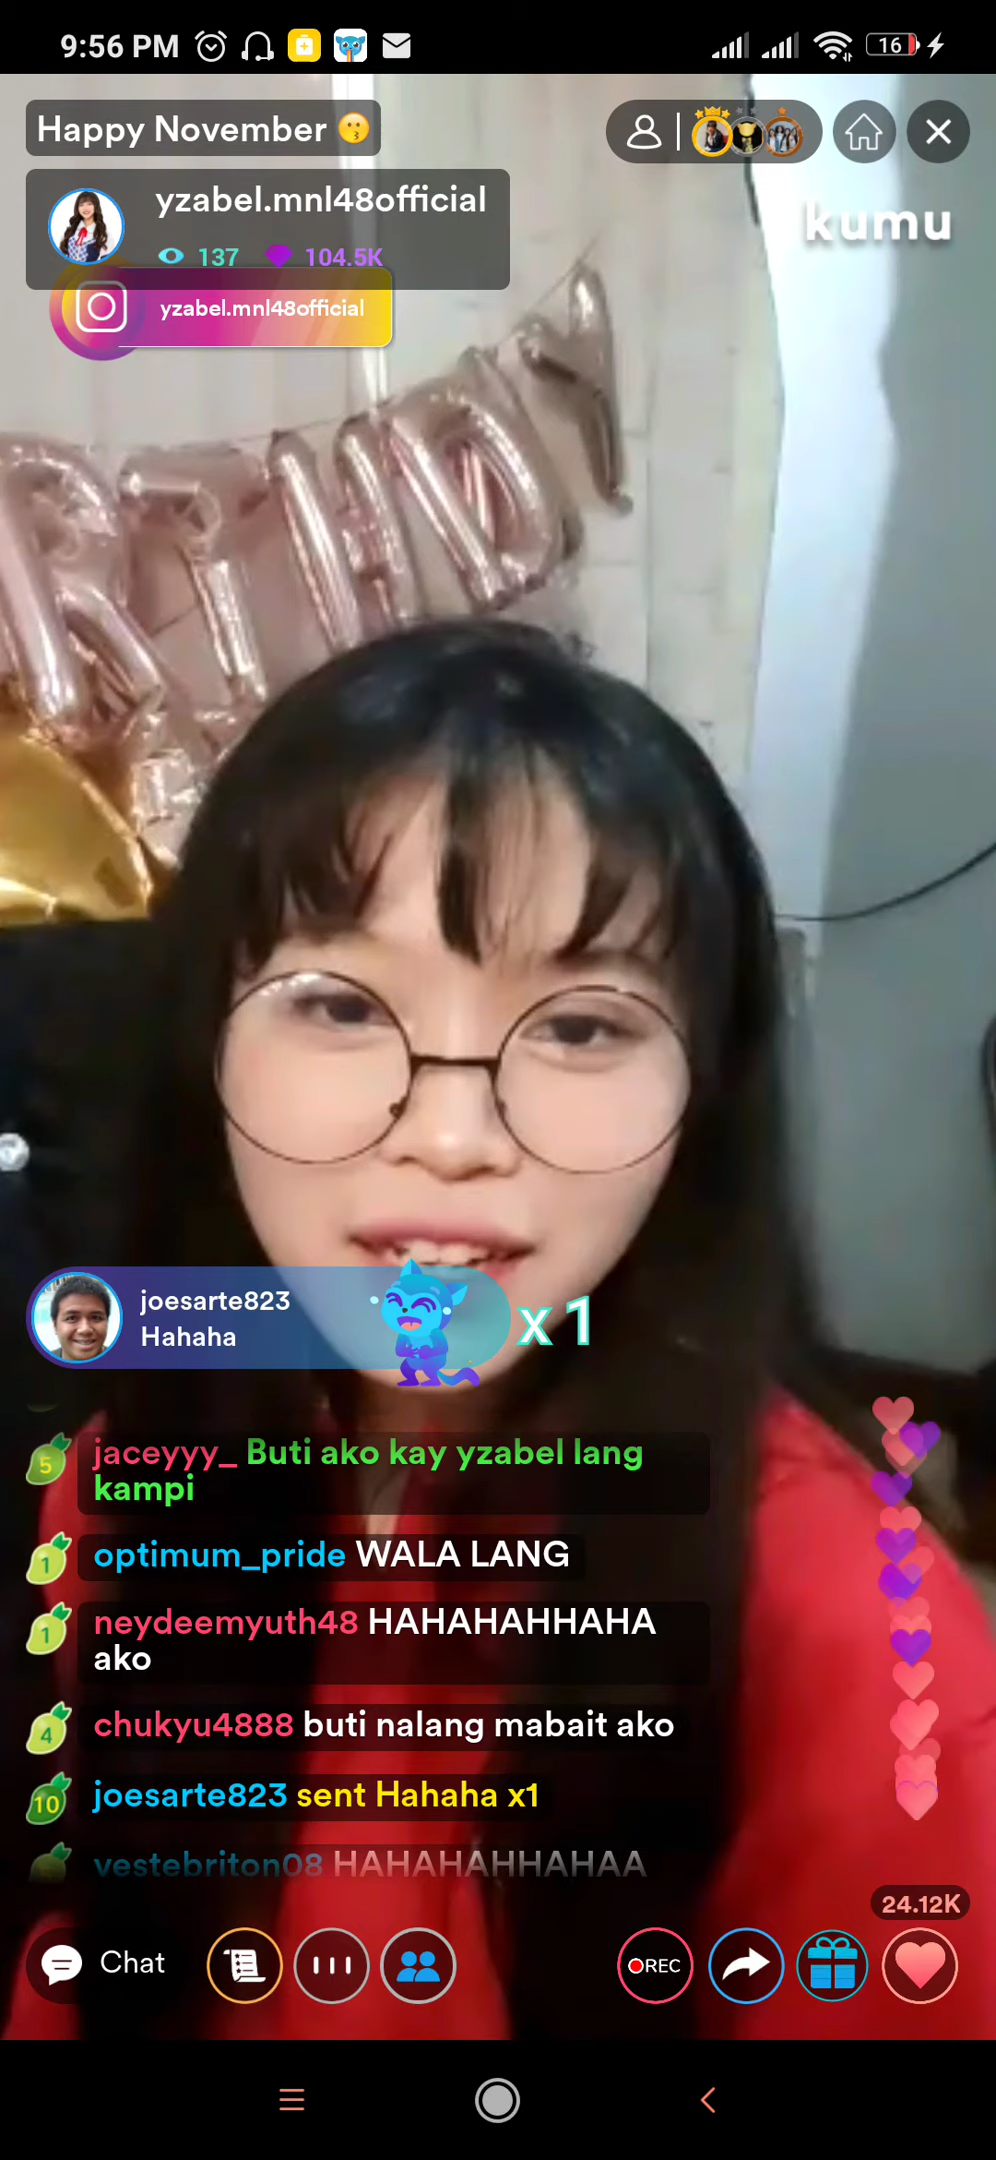 9:56 PM
16
Happy November 😗
yzabel.mnl48official
137 104.5K
kumu
yzabel.mnl48official
RTHD
joesarte823
Hahaha
x 1
5 jaceyyy_ Buti ako kay yzabel lang
kampi
1 optimum_pride WALA LANG
1 neydeemyuth48 HAHAHAHHAHA
ako
4 chukyu4888 buti nalang mabait ako
10 joesarte823 sent Hahaha x1
vestebriton08 HAHAHAHHAHAA
24.12K
Chat
REC